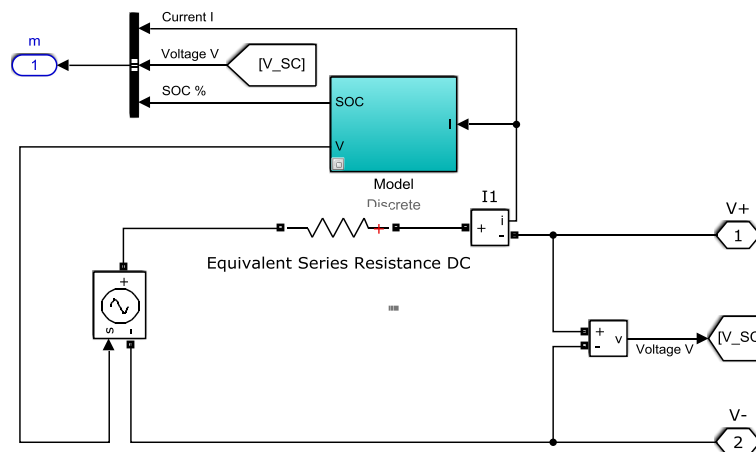 Current I
m
Voltage V
[V_SC]
1
SOC %
SOC
I
V
Model
Discrete
I1
i
+
-
V+
1
Equivalent Series Resistance DC
+
s
-
+
v
-
Voltage V
[V_SC
V-
2